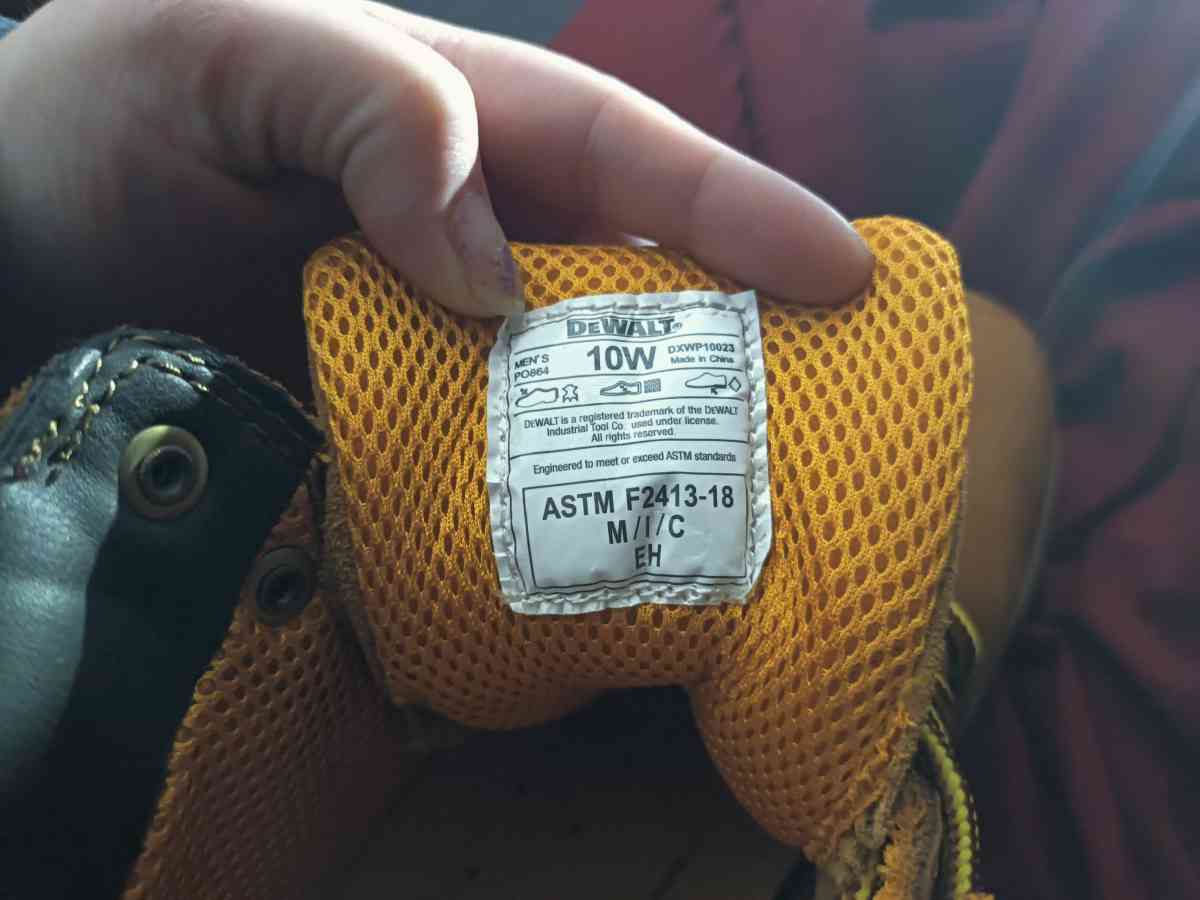 DEWALT®
MEN'S 10W DXWP10023
PO864 Made in China
DEWALT is a registered trademark of the DEWALT
Industrial Tool Co. used under license.
All rights reserved.
Engineered to meet or exceed ASTM standards
ASTM F2413-18
M/I/C
EH